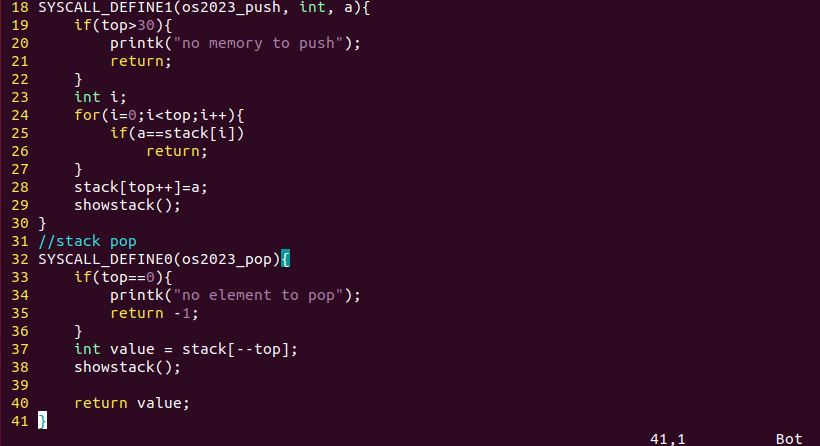 18 SYSCALL_DEFINE1(os2023_push, int, a){
19     if(top>30){
20         printk("no memory to push");
21         return;
22     }
23     int i;
24     for(i=0;i<top;i++){
25         if(a==stack[i])
26             return;
27     }
28     stack[top++]=a;
29     showstack();
30 }
31 //stack pop
32 SYSCALL_DEFINE0(os2023_pop){
33     if(top==0){
34         printk("no element to pop");
35         return -1;
36     }
37     int value = stack[--top];
38     showstack();
39
40     return value;
41 }
41,1 Bot